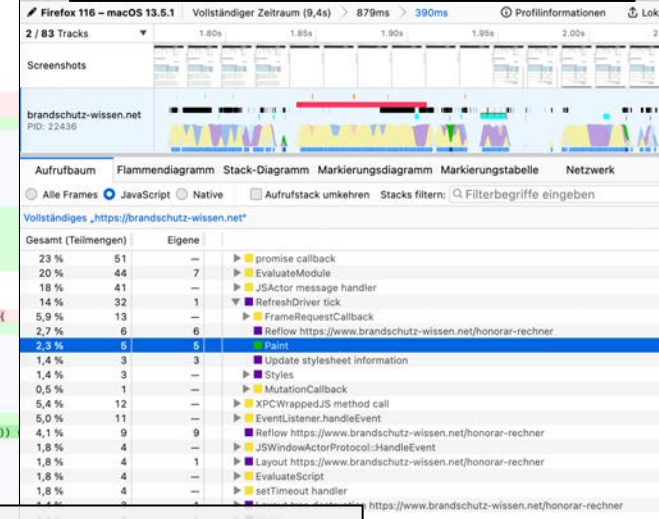 Firefox 116 – macOS 13.5.1 Vollständiger Zeitraum (9,4s) 879ms 390ms Profilinformationen Lok
2 / 83 Tracks 1.80s 1.85s 1.90s 1.95s 2.00s 2
Screenshots
brandschutz-wissen.net
PID: 22436
Aufrufbaum Flammendiagramm Stack-Diagramm Markierungsdiagramm Markierungstabelle Netzwerk
Alle Frames JavaScript Native Aufrufstack umkehren Stacks filtern: Filterbegriffe eingeben
Vollständiges „https://brandschutz-wissen.net“
Gesamt (Teilmengen) Eigene
23 % 51 — promise callback
20 % 44 7 EvaluateModule
18 % 41 — JSActor message handler
14 % 32 1 RefreshDriver tick
{ 5,9 % 13 — FrameRequestCallback
2,7 % 6 6 Reflow https://www.brandschutz-wissen.net/honorar-rechner
2,3 % 5 5 Paint
1,4 % 3 3 Update stylesheet information
1,4 % 3 — Styles
0,5 % 1 — MutationCallback
5,4 % 12 — XPCWrappedJS method call
)) 5,0 % 11 — EventListener.handleEvent
4,1 % 9 9 Reflow https://www.brandschutz-wissen.net/honorar-rechner
1,8 % 4 — JSWindowActorProtocol::HandleEvent
1,8 % 4 1 Layout https://www.brandschutz-wissen.net/honorar-rechner
1,8 % 4 — EvaluateScript
1,8 % 4 — setTimeout handler
https://www.brandschutz-wissen.net/honorar-rechner